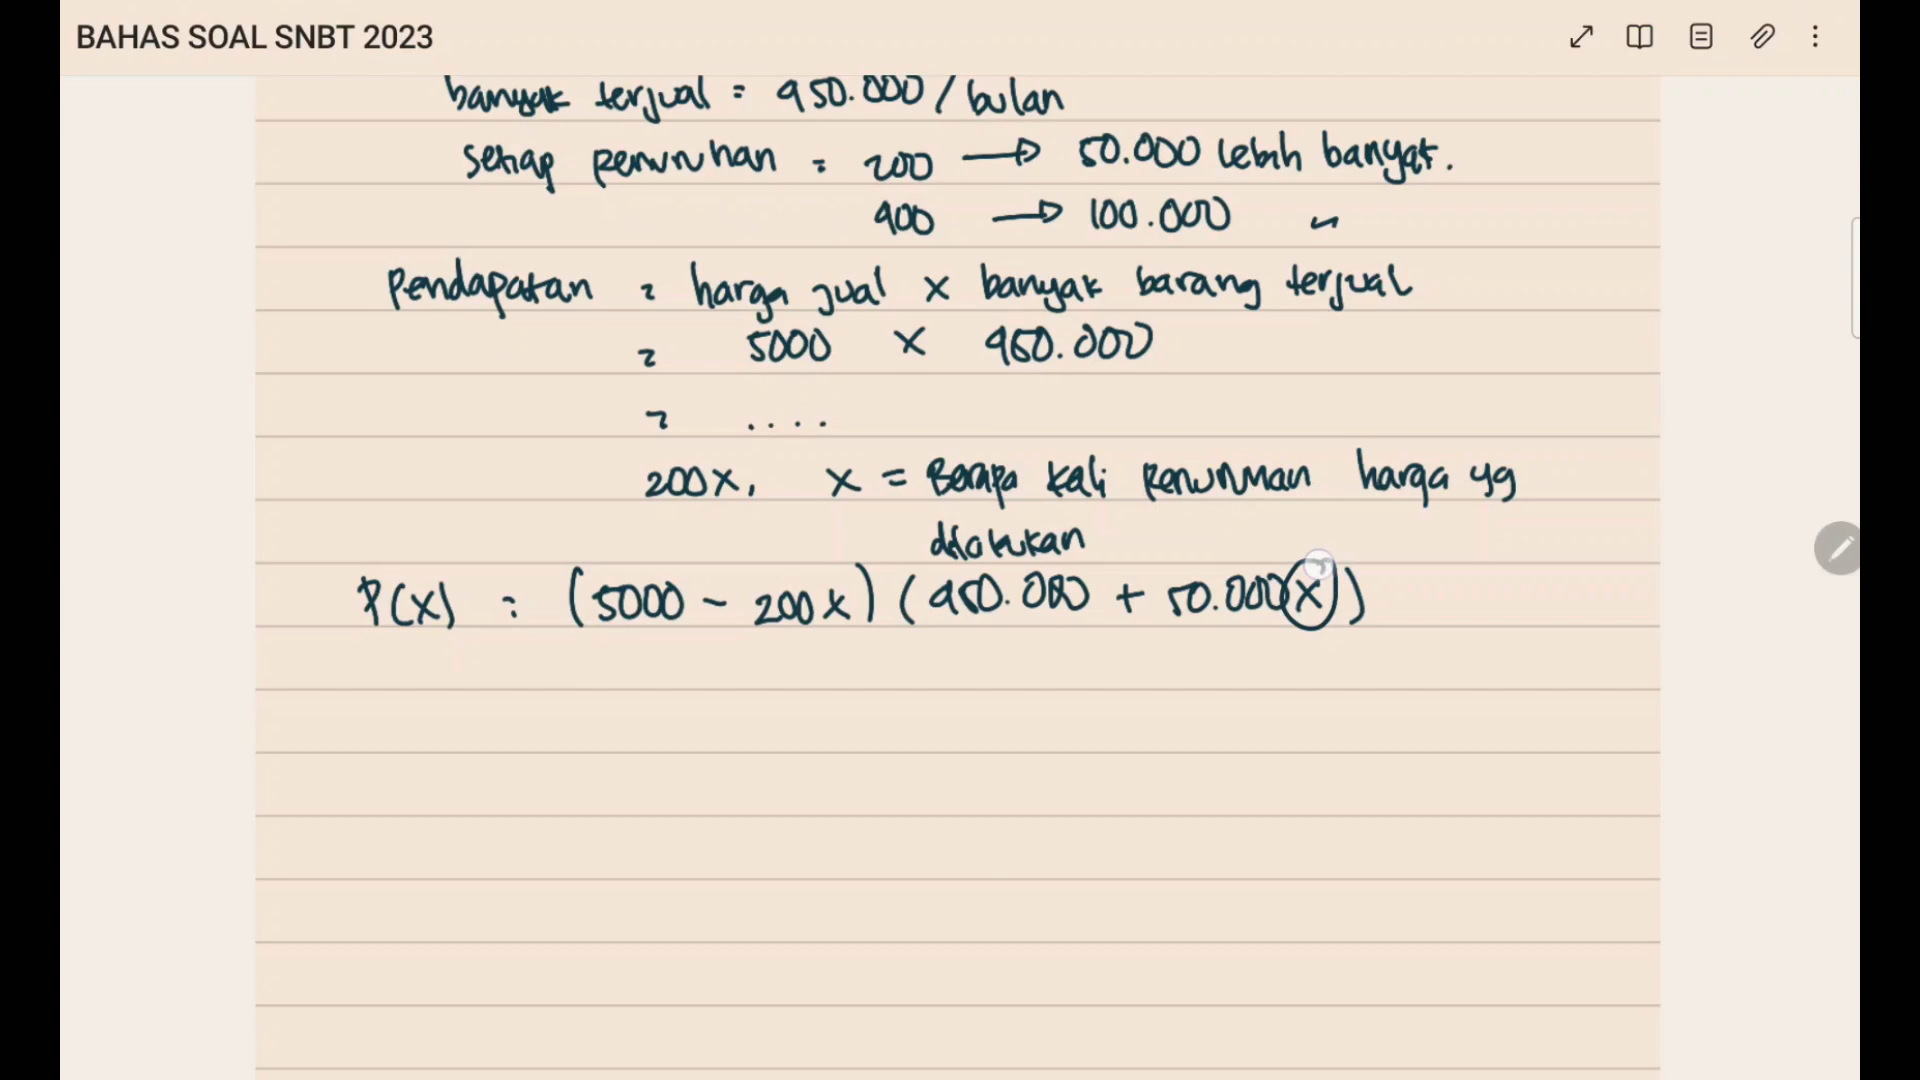 BAHAS SOAL SNBT 2023
banyak terjual = 950.000 / bulan
Setiap penurunan = 200 → 50.000 lebih banyak.
400 → 100.000 "
Pendapatan = harga jual x banyak barang terjual
= 5000 x 950.000
= ....
200x, x = Berapa kali penurunan harga yg
dilakukan
P(x) = (5000 - 200x) (950.000 + 50.000x)